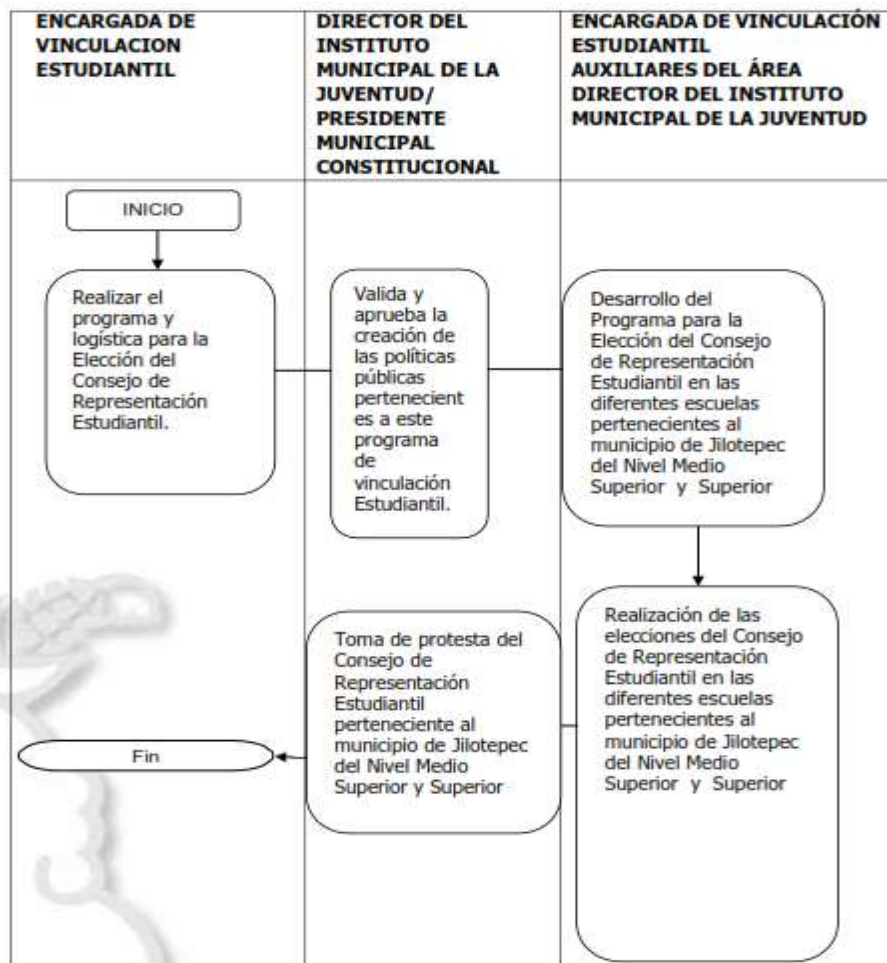 ENCARGADA DE
VINCULACION
ESTUDIANTIL
DIRECTOR DEL
INSTITUTO
MUNICIPAL DE LA
JUVENTUD/
PRESIDENTE
MUNICIPAL
CONSTITUCIONAL
ENCARGADA DE VINCULACIÓN
ESTUDIANTIL
AUXILIARES DEL ÁREA
DIRECTOR DEL INSTITUTO
MUNICIPAL DE LA JUVENTUD
INICIO
Realizar el
programa y
logística para la
Elección del
Consejo de
Representación
Estudiantil.
Valida y
aprueba la
creación de
las políticas
públicas
pertenecient
es a este
programa
de
vinculación
Estudiantil.
Desarrollo del
Programa para la
Elección del Consejo
de Representación
Estudiantil en las
diferentes escuelas
pertenecientes al
municipio de Jilotepec
del Nivel Medio
Superior y Superior
Realización de las
elecciones del Consejo
de Representación
Estudiantil en las
diferentes escuelas
pertenecientes al
municipio de Jilotepec
del Nivel Medio
Superior y Superior
Toma de protesta del
Consejo de
Representación
Estudiantil
perteneciente al
municipio de Jilotepec
del Nivel Medio
Superior y Superior
Fin